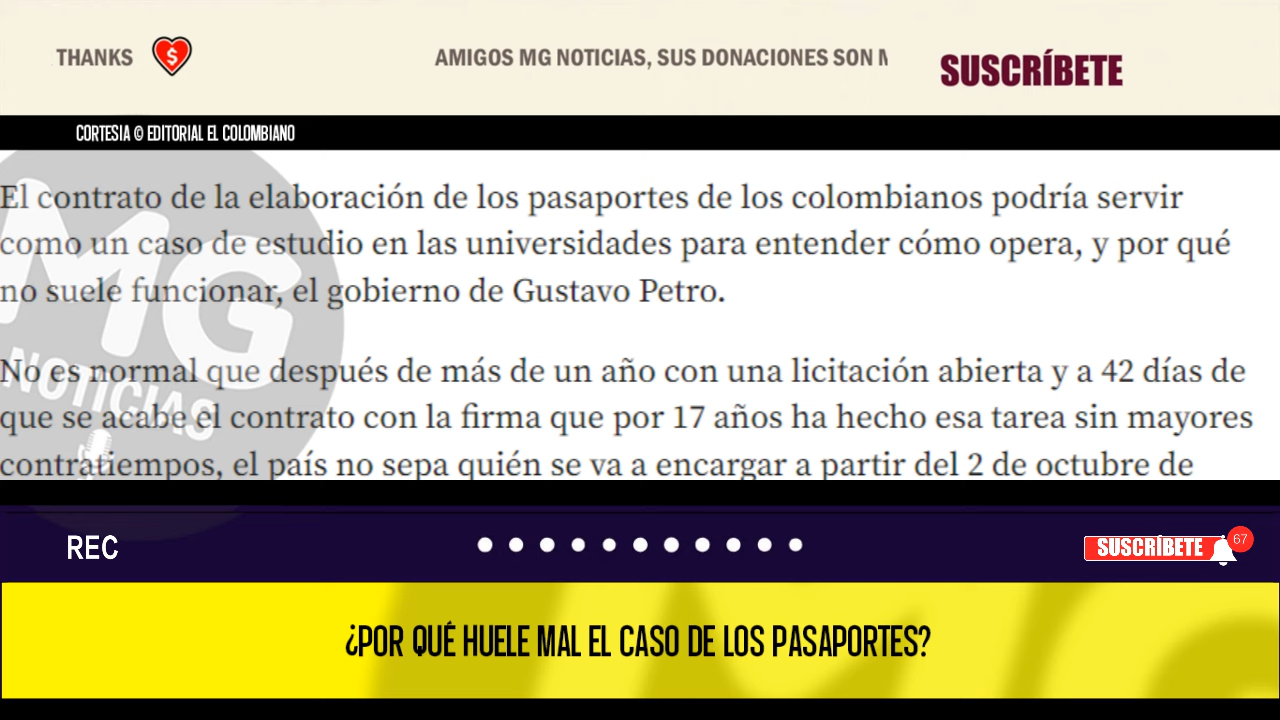 THANKS
$
AMIGOS MG NOTICIAS, SUS DONACIONES SON
SUSCRÍBETE
CORTESIA © EDITORIAL EL COLOMBIANO
El contrato de la elaboración de los pasaportes de los colombianos podría servir
como un caso de estudio en las universidades para entender cómo opera, y por qué
no suele funcionar, el gobierno de Gustavo Petro.
No es normal que después de más de un año con una licitación abierta y a 42 días de
que se acabe el contrato con la firma que por 17 años ha hecho esa tarea sin mayores
contratiempos, el país no sepa quién se va a encargar a partir del 2 de octubre de
MG
NOTICIAS
REC
SUSCRÍBETE
67
¿POR QUÉ HUELE MAL EL CASO DE LOS PASAPORTES?